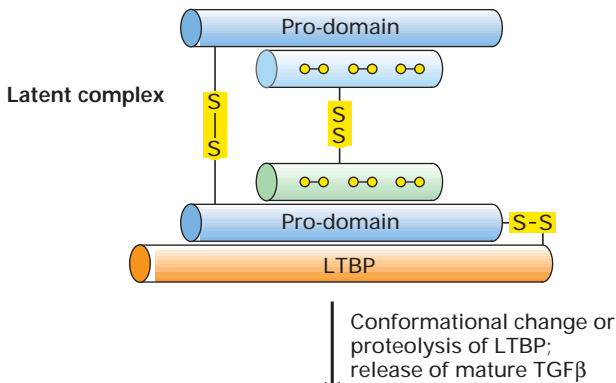 Pro-domain
Latent complex
S
S
S
S
Pro-domain
S-S
LTBP
Conformational change or
proteolysis of LTBP;
release of mature TGFβ